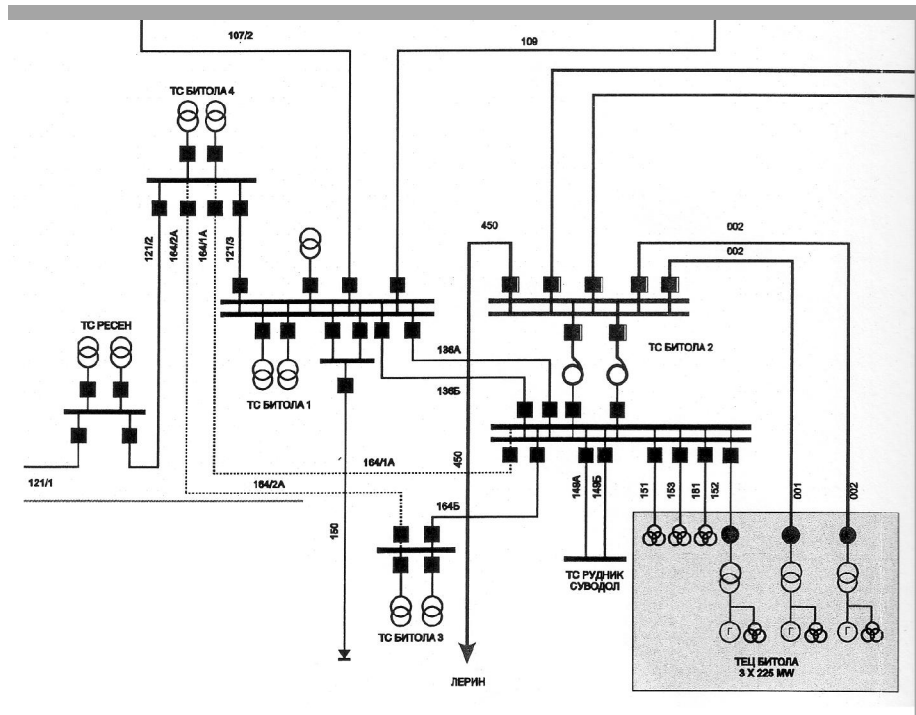 107/2
109
ТС БИТОЛА 4
121/2
164/2А
164/1А
121/3
450
002
002
ТС РЕСЕН
ТС БИТОЛА 2
136А
136Б
ТС БИТОЛА 1
121/1
164/1А
164/2А
450
164Б
150
149А
149Б
151
153
161
152
001
002
ТС РУДНИК
СУВОДОЛ
ТС БИТОЛА 3
Г
Г
Г
ТЕЦ БИТОЛА
3 X 225 MW
ЛЕРИН